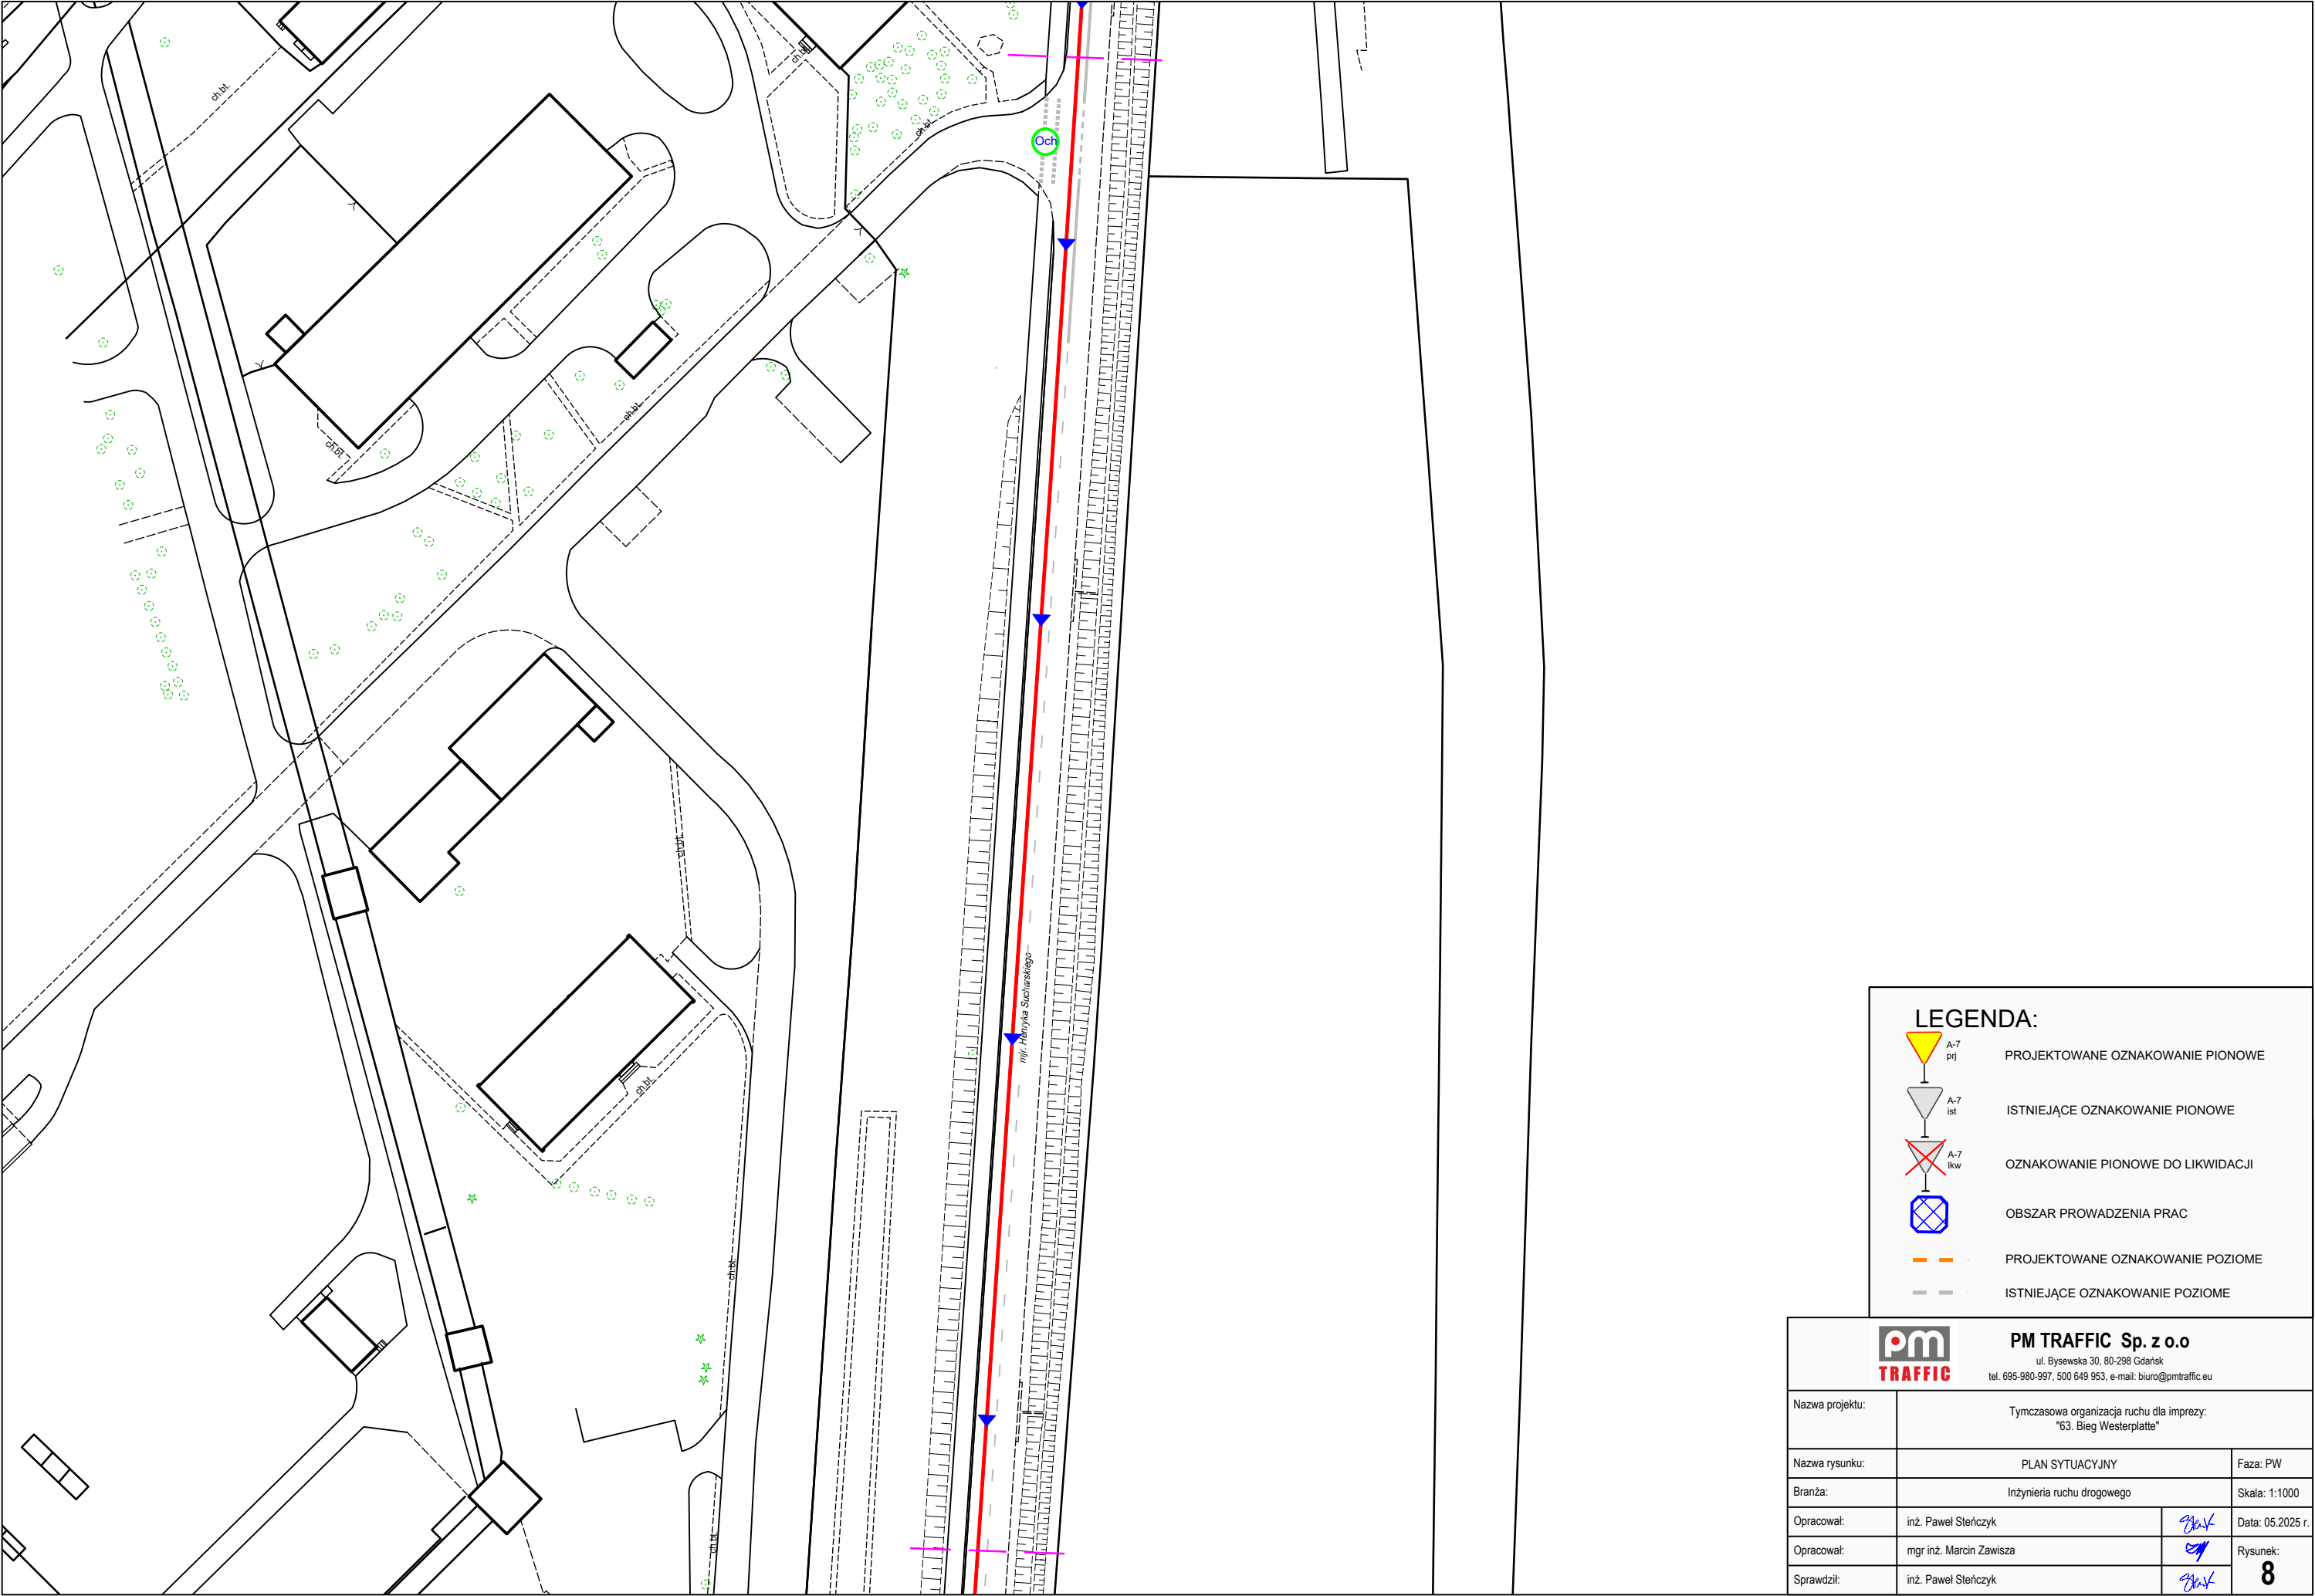 ch.bt.
ch.bt.
ch.bt.
Och
ch.bt.
ch.bt.
ch.bt.
mjr. Henryka Sucharskiego
ch.bt.
ch.bt.
ch.bt.
LEGENDA:
A-7
prj
PROJEKTOWANE OZNAKOWANIE PIONOWE
A-7
ist
ISTNIEJĄCE OZNAKOWANIE PIONOWE
A-7
lkw
OZNAKOWANIE PIONOWE DO LIKWIDACJI
OBSZAR PROWADZENIA PRAC
PROJEKTOWANE OZNAKOWANIE POZIOME
ISTNIEJĄCE OZNAKOWANIE POZIOME
pm
TRAFFIC
PM TRAFFIC Sp. z o.o
ul. Bysewska 30, 80-298 Gdańsk
tel. 695-980-997, 500 649 953, e-mail: biuro@pmtraffic.eu
Nazwa projektu:
Tymczasowa organizacja ruchu dla imprezy:
"63. Bieg Westerplatte"
Nazwa rysunku: PLAN SYTUACYJNY Faza: PW
Branża: Inżynieria ruchu drogowego Skala: 1:1000
Opracował: inż. Paweł Steńczyk Data: 05.2025 r.
Opracował: mgr inż. Marcin Zawisza Rysunek:
Sprawdził: inż. Paweł Steńczyk 8